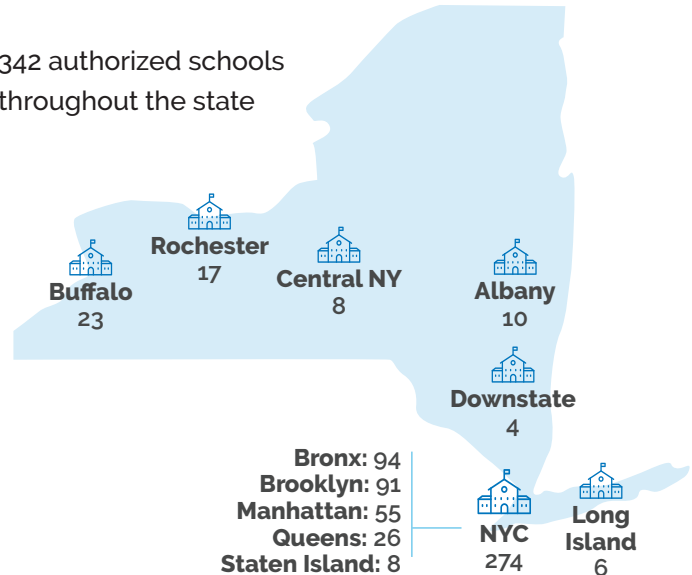 342 authorized schools
throughout the state
Rochester
17
Central NY
8
Buffalo
23
Albany
10
Downstate
4
Bronx: 94
Brooklyn: 91
Manhattan: 55
Queens: 26
Staten Island: 8
NYC
274
Long
Island
6